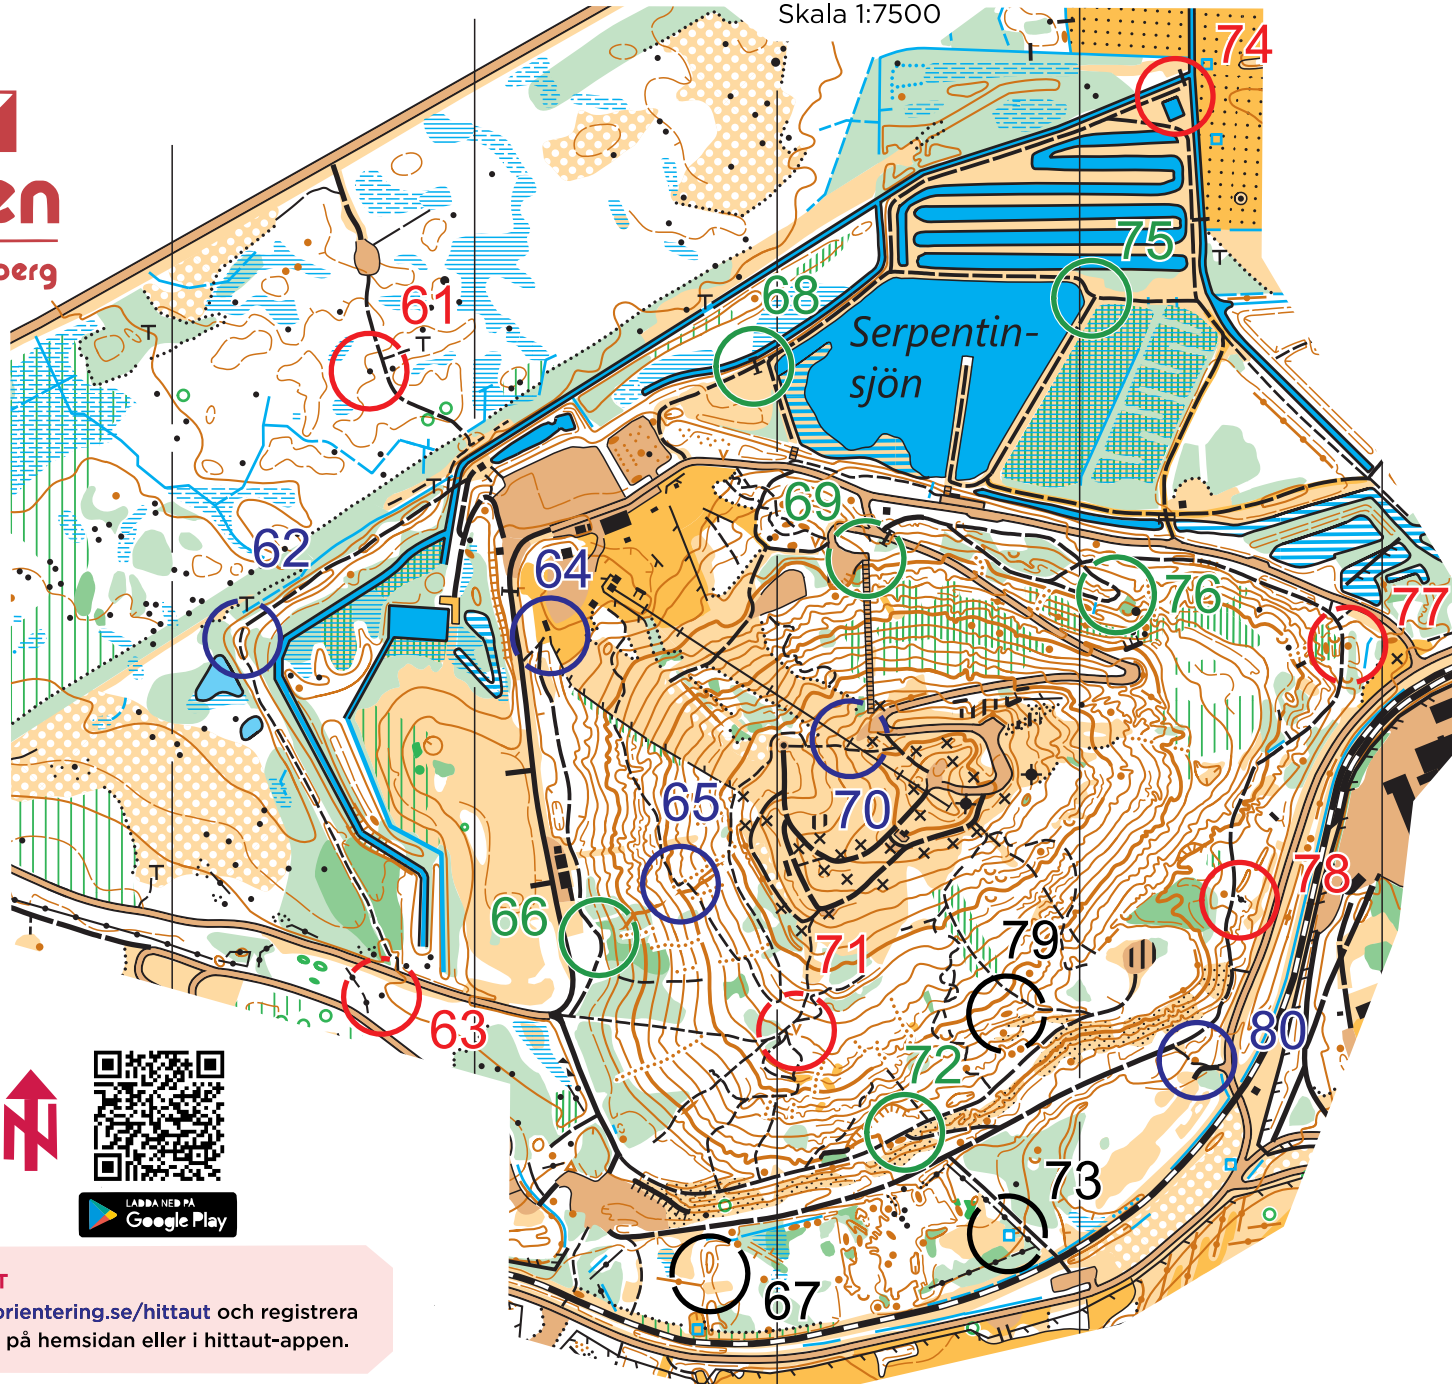 Skala 1:7500
74
en
berg
75
61
68
Serpentin-
sjön
69
62
64
76
77
65
70
78
66
71
79
63
72
80
73
67
LADDA NED PÅ
Google Play
T
orientering.se/hittaut och registrera
på hemsidan eller i hittaut-appen.